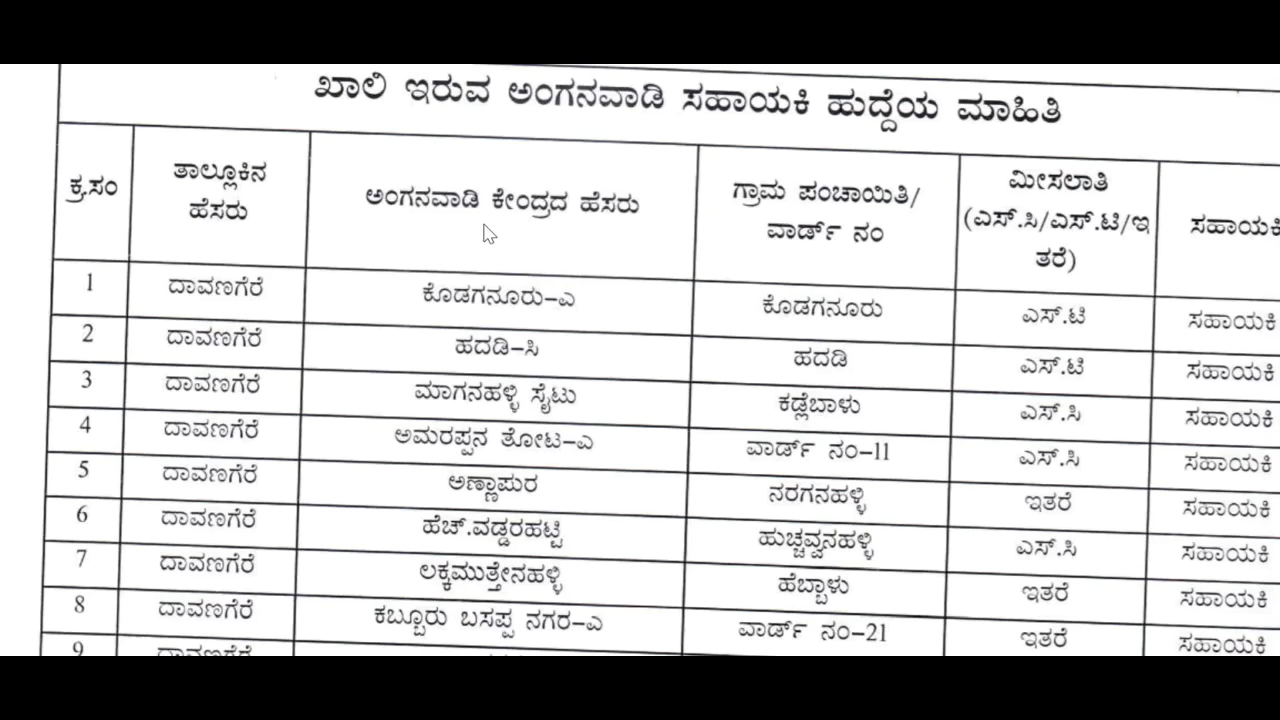 ಖಾಲಿ ಇರುವ ಅಂಗನವಾಡಿ ಸಹಾಯಕಿ ಹುದ್ದೆಯ ಮಾಹಿತಿ
ಕ್ರ.ಸಂ ತಾಲ್ಲೂಕಿನ ಹೆಸರು ಅಂಗನವಾಡಿ ಕೇಂದ್ರದ ಹೆಸರು ಗ್ರಾಮ ಪಂಚಾಯಿತಿ/ ವಾರ್ಡ್ ನಂ ಮೀಸಲಾತಿ (ಎಸ್.ಸಿ/ಎಸ್.ಟಿ/ಇತರೆ) ಸಹಾಯಕಿ
1 ದಾವಣಗೆರೆ ಕೊಡಗನೂರು-ಎ ಕೊಡಗನೂರು ಎಸ್.ಟಿ ಸಹಾಯಕಿ
2 ದಾವಣಗೆರೆ ಹದಡಿ-ಸಿ ಹದಡಿ ಎಸ್.ಟಿ ಸಹಾಯಕಿ
3 ದಾವಣಗೆರೆ ಮಾಗನಹಳ್ಳಿ ಸೈಟು ಕಡ್ಲೆಬಾಳು ಎಸ್.ಸಿ ಸಹಾಯಕಿ
4 ದಾವಣಗೆರೆ ಅಮರಪ್ಪನ ತೋಟ-ಎ ವಾರ್ಡ್ ನಂ-11 ಎಸ್.ಸಿ ಸಹಾಯಕಿ
5 ದಾವಣಗೆರೆ ಅಣ್ಣಾಪುರ ನರಗನಹಳ್ಳಿ ಇತರೆ ಸಹಾಯಕಿ
6 ದಾವಣಗೆರೆ ಹೆಚ್.ವಡ್ಡರಹಟ್ಟಿ ಹುಚ್ಚವ್ವನಹಳ್ಳಿ ಎಸ್.ಸಿ ಸಹಾಯಕಿ
7 ದಾವಣಗೆರೆ ಲಕ್ಕಮುತ್ತೇನಹಳ್ಳಿ ಹೆಬ್ಬಾಳು ಇತರೆ ಸಹಾಯಕಿ
8 ದಾವಣಗೆರೆ ಕಬ್ಬೂರು ಬಸಪ್ಪ ನಗರ-ಎ ವಾರ್ಡ್ ನಂ-21 ಇತರೆ ಸಹಾಯಕಿ
9 ದಾವಣಗೆರೆ